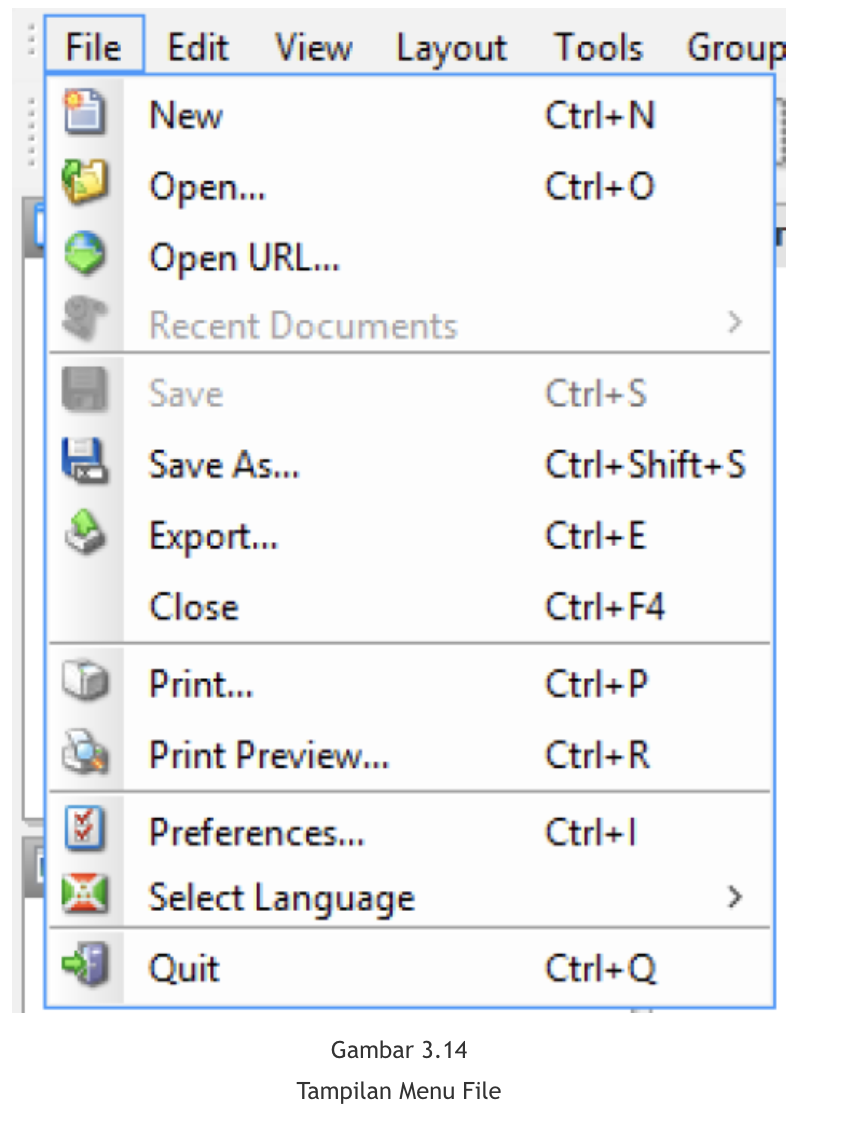 File Edit View Layout Tools Group
New Ctrl+N
Open... Ctrl+O
Open URL...
Recent Documents
Save Ctrl+S
Save As... Ctrl+Shift+S
Export... Ctrl+E
Close Ctrl+F4
Print... Ctrl+P
Print Preview... Ctrl+R
Preferences... Ctrl+I
Select Language
Quit Ctrl+Q
Gambar 3.14
Tampilan Menu File